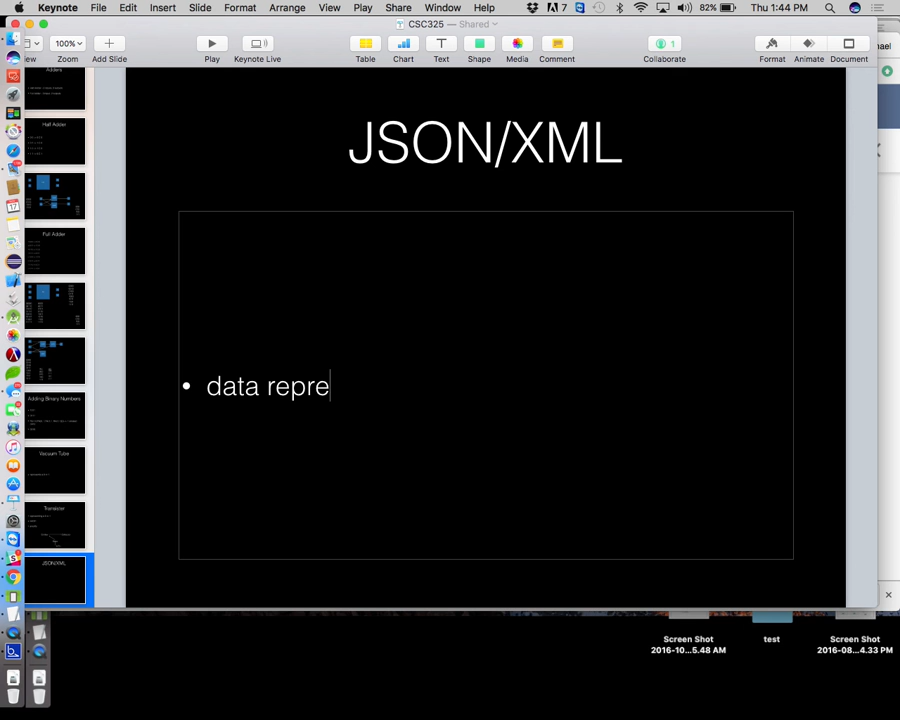 Keynote File Edit Insert Slide Format Arrange View Play Share Window Help 7 82% Thu 1:44 PM
CSC325 — Shared
100% 1
Zoom Add Slide Play Keynote Live Table Chart Text Shape Media Comment Collaborate Format Animate Document
Adders
Half Adder
Full Adder
Adding Binary Numbers
Vacuum Tube
Transistor
JSON/XML
JSON/XML
• data repre
Screen Shot
2016-10...5.48 AM
test
Screen Shot
2016-08...4.33 PM